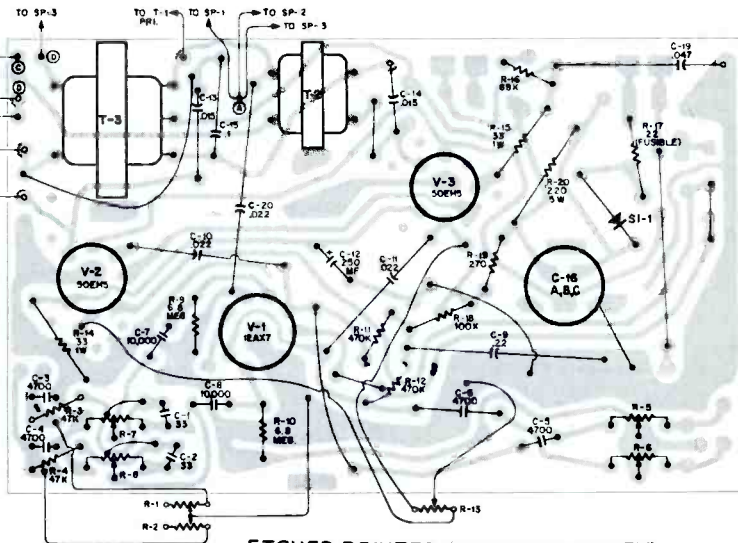 TO SP-3
TO T-1
PRI.
TO SP-1
TO SP-2
TO SP-3
C
D
D
A
T-3
C-13
.015
C-15
.1
T-2
C-14
.015
R-16
68K
C-19
.047
R-15
33
1W
R-17
22
(FUSIBLE)
V-3
50EH5
R-20
220
5W
SI-1
C-20
.022
C-10
.022
C-12
250
MF
C-11
.022
R-19
270
C-16
A,B,C
V-2
50EH5
R-9
6.8
MEG.
V-1
12AX7
R-18
100K
R-14
33
1W
C-7
10,000
R-11
470K
C-9
.22
C-3
4700
R-3
47K
C-8
10,000
R-12
470K
C-6
4700
C-1
33
R-7
C-4
4700
R-4
47K
C-2
33
R-8
R-10
6.8
MEG.
C-5
4700
R-5
R-6
R-1
R-2
R-13